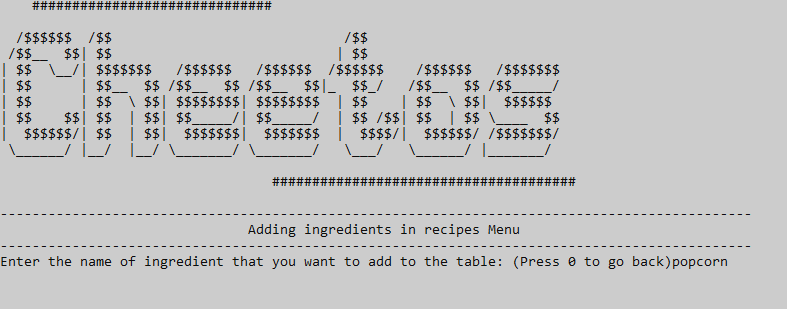 ##############################
Cheetos
######################################
-----------------------------------------------------------------------------------------------
Adding ingredients in recipes Menu
-----------------------------------------------------------------------------------------------
Enter the name of ingredient that you want to add to the table: (Press 0 to go back)popcorn